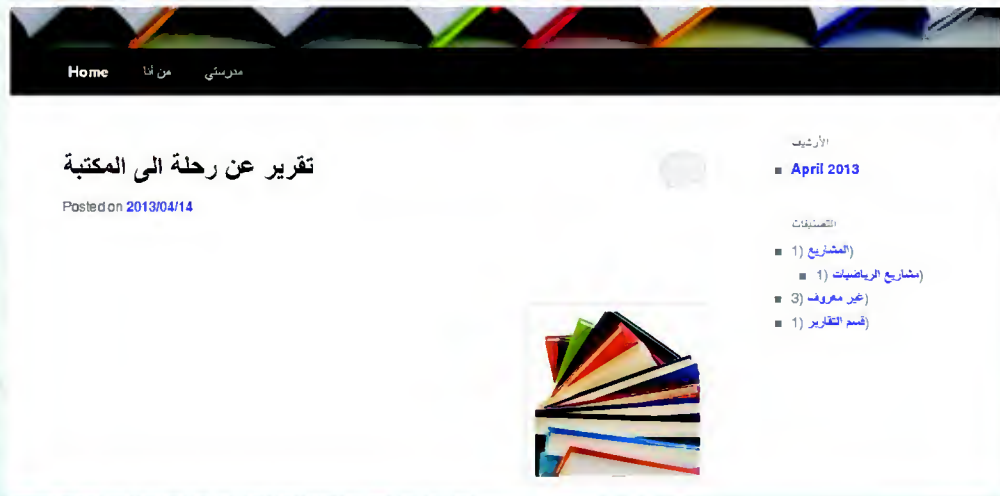 Home من أنا مدرستي
تقرير عن رحلة الى المكتبة
Posted on 2013/04/14
الأرشيف
April 2013
التصنيفات
المشاريع (1)
مشاريع الرياضيات (1)
غير معروف (3)
قسم التقارير (1)